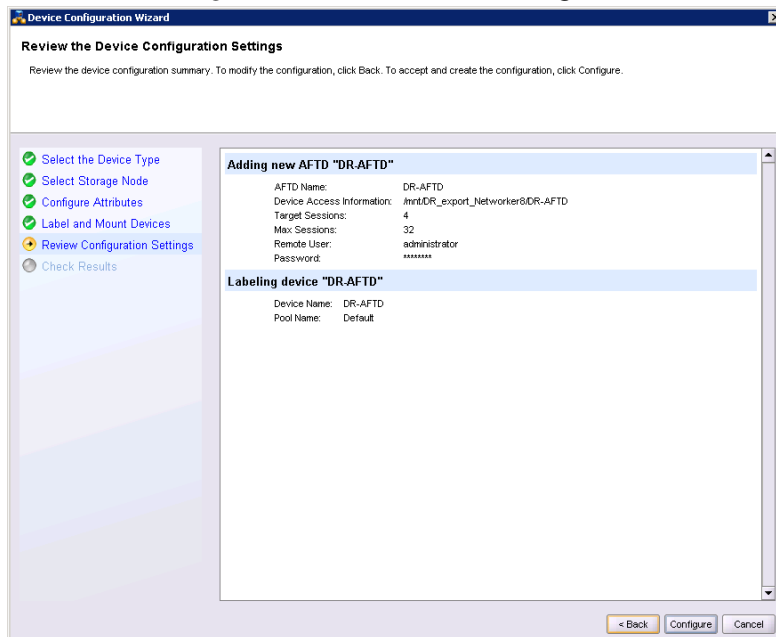 Device Configuration Wizard
Review the Device Configuration Settings
Review the device configuration summary. To modify the configuration, click Back. To accept and create the configuration, click Configure.
Select the Device Type
Select Storage Node
Configure Attributes
Label and Mount Devices
Review Configuration Settings
Check Results
Adding new AFTD "DR-AFTD"
AFTD Name: DR-AFTD
Device Access Information: /mnt/DR_export_Networker8/DR-AFTD
Target Sessions: 4
Max Sessions: 32
Remote User: administrator
Password: ********
Labeling device "DR-AFTD"
Device Name: DR-AFTD
Pool Name: Default
< Back Configure Cancel